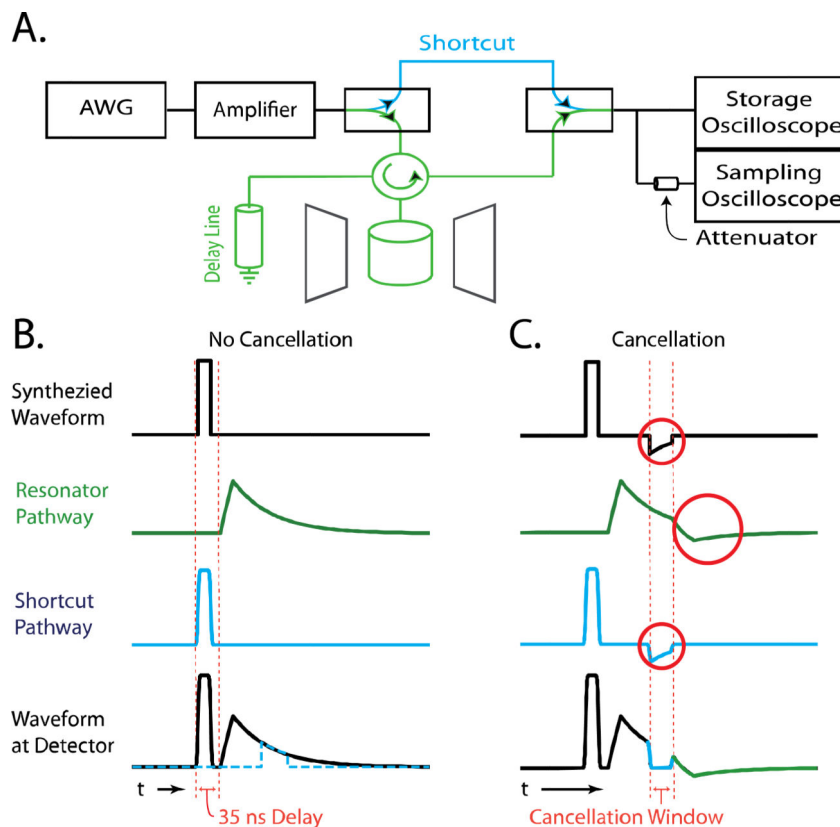 A.
Shortcut
AWG
Amplifier
Storage
Oscilloscope
Sampling
Oscilloscope
Delay Line
Attenuator
B.
No Cancellation
C.
Cancellation
Synthezied
Waveform
Resonator
Pathway
Shortcut
Pathway
Waveform
at Detector
t
35 ns Delay
t
Cancellation Window